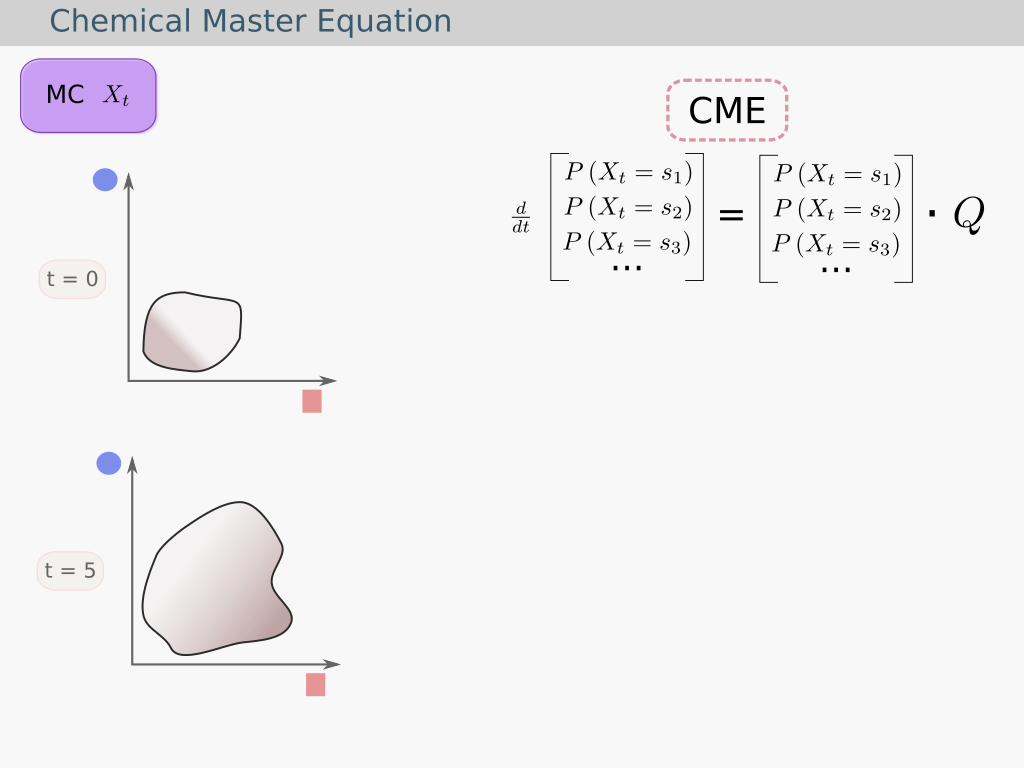 Chemical Master Equation
MC X_t
CME
d/dt [P (X_t = s_1) P (X_t = s_2) P (X_t = s_3) ...] = [P (X_t = s_1) P (X_t = s_2) P (X_t = s_3) ...] · Q
t = 0
t = 5